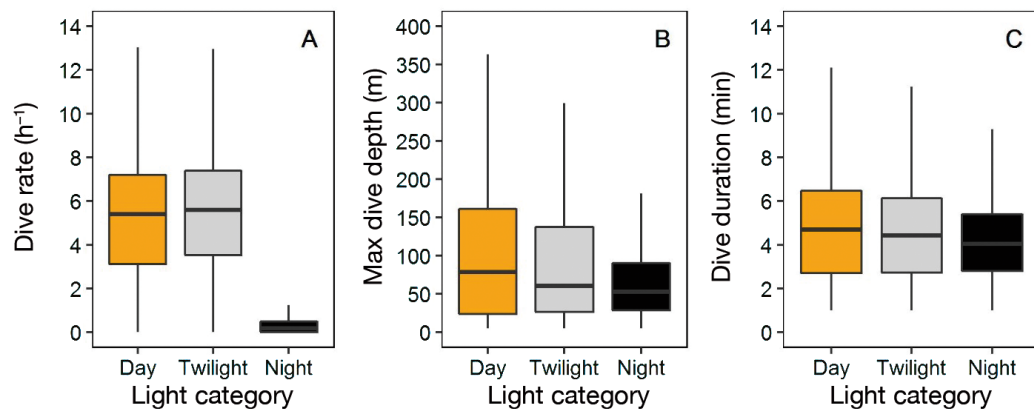 A
Dive rate (h⁻¹)
14
12
10
8
6
4
2
0
Day Twilight Night
Light category
B
Max dive depth (m)
400
350
300
250
200
150
100
50
0
Day Twilight Night
Light category
C
Dive duration (min)
14
12
10
8
6
4
2
0
Day Twilight Night
Light category